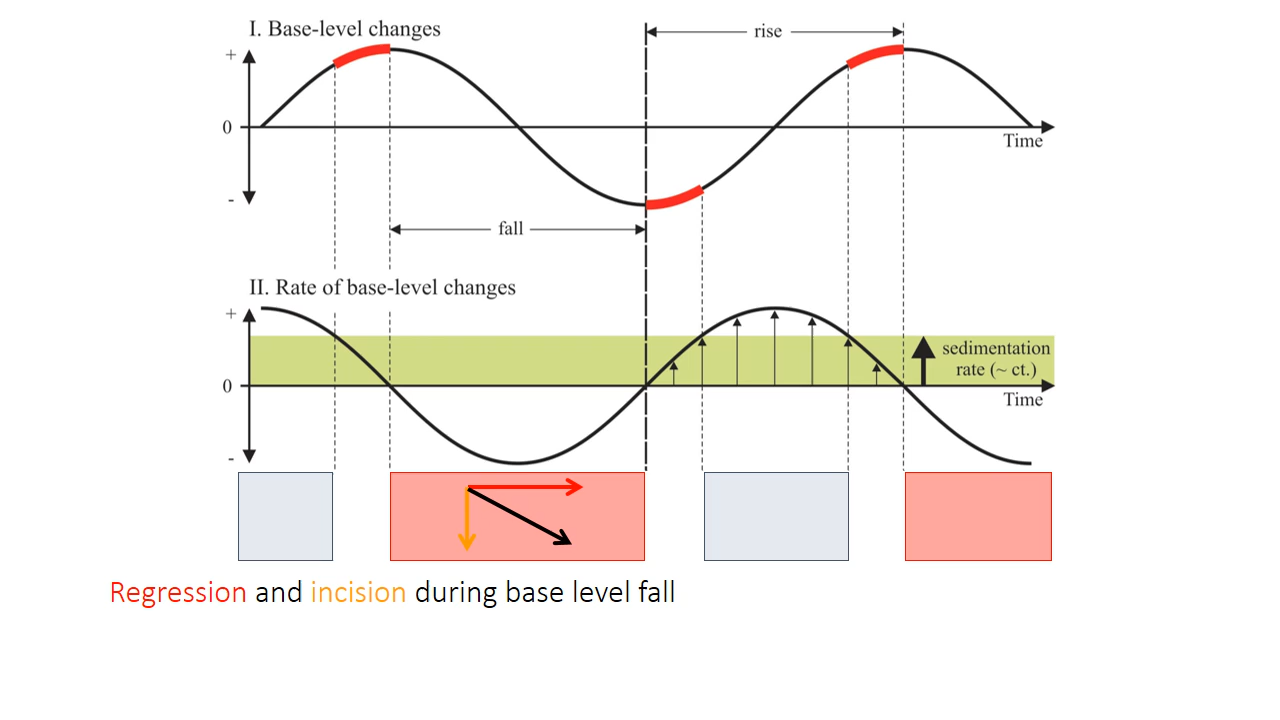 I. Base-level changes
rise
+
0
Time
-
fall
II. Rate of base-level changes
+
sedimentation
rate (~ ct.)
0
Time
-
Regression and incision during base level fall